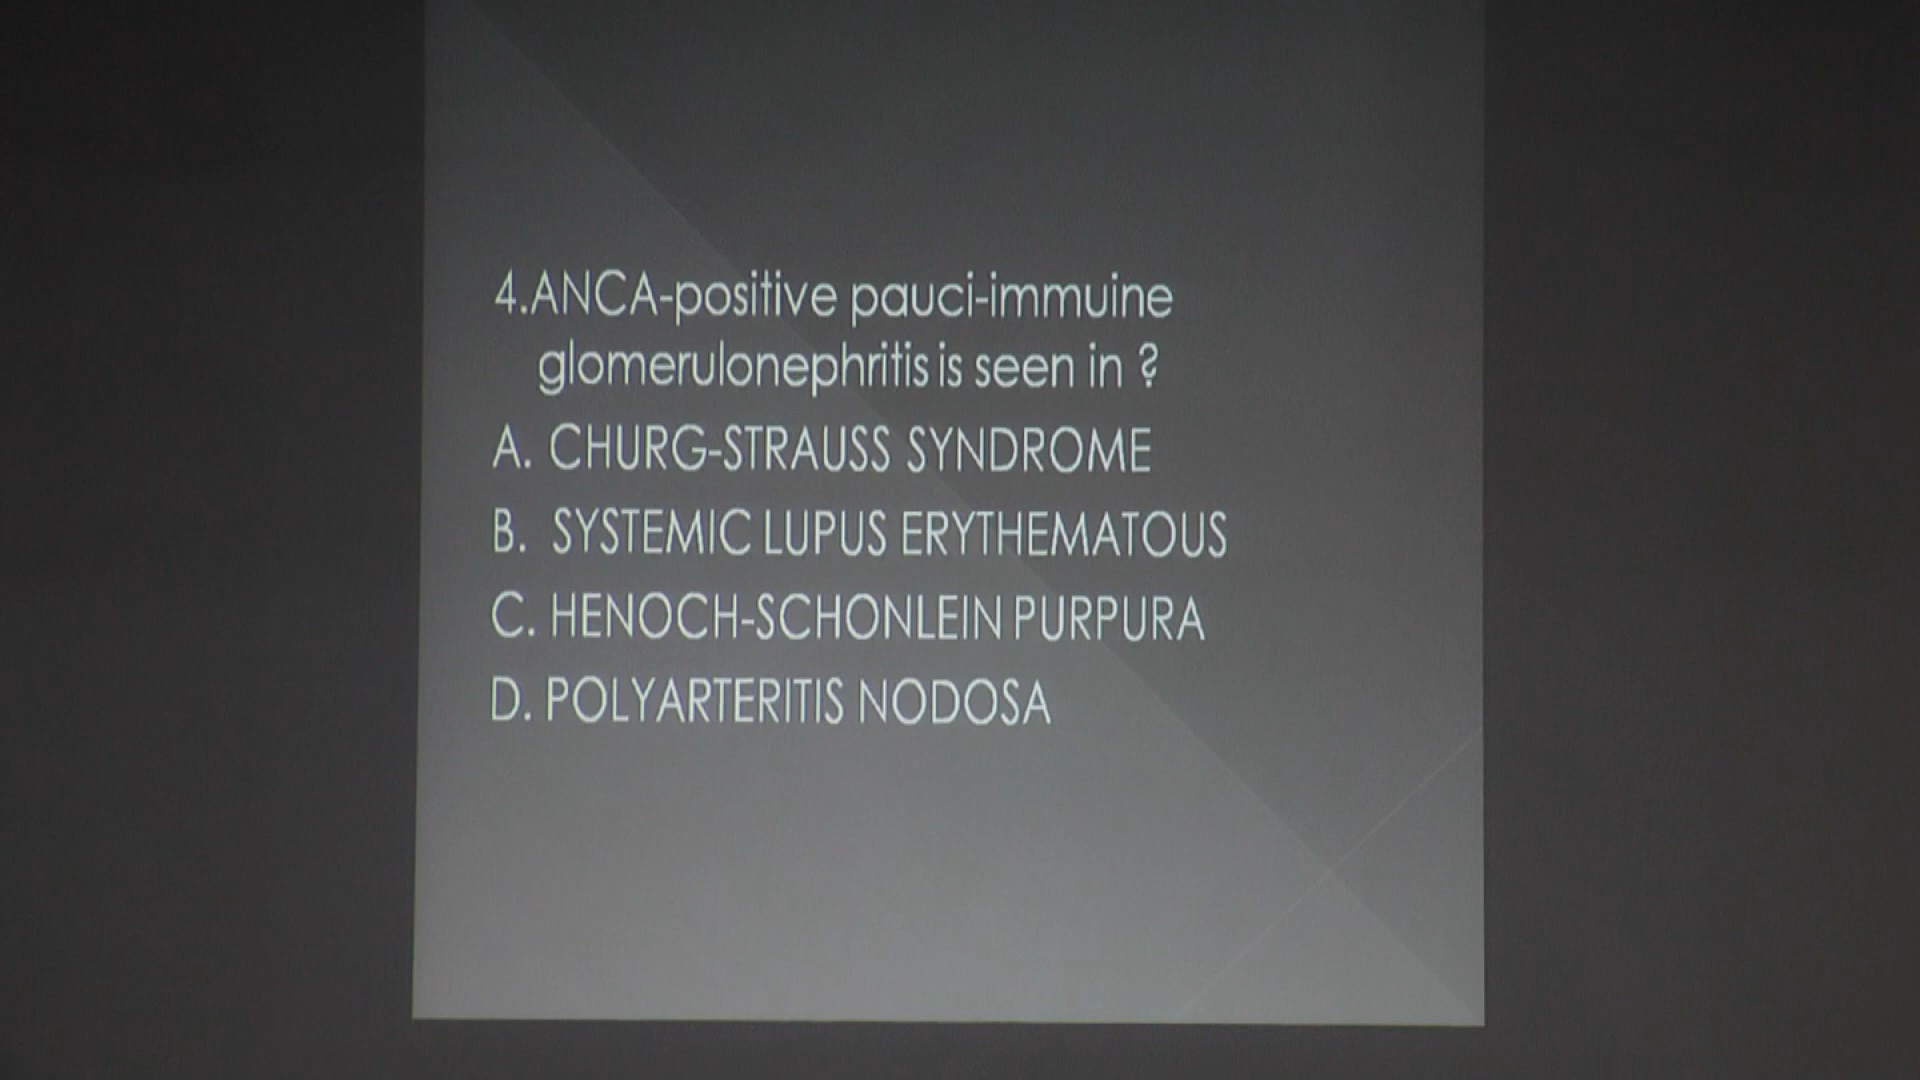 4.ANCA-positive pauci-immuine
glomerulonephritis is seen in ?
A. CHURG-STRAUSS SYNDROME
B. SYSTEMIC LUPUS ERYTHEMATOUS
C. HENOCH-SCHONLEIN PURPURA
D. POLYARTERITIS NODOSA